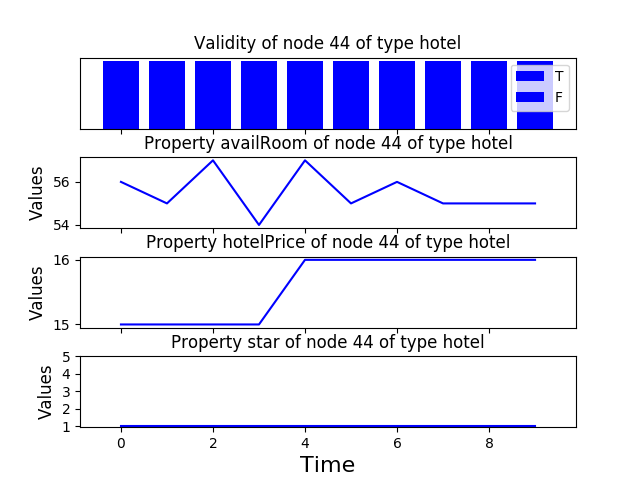 Validity of node 44 of type hotel
T
F
Property availRoom of node 44 of type hotel
Values
56
54
Property hotelPrice of node 44 of type hotel
Values
16
15
Property star of node 44 of type hotel
Values
5
4
3
2
1
0 2 4 6 8
Time